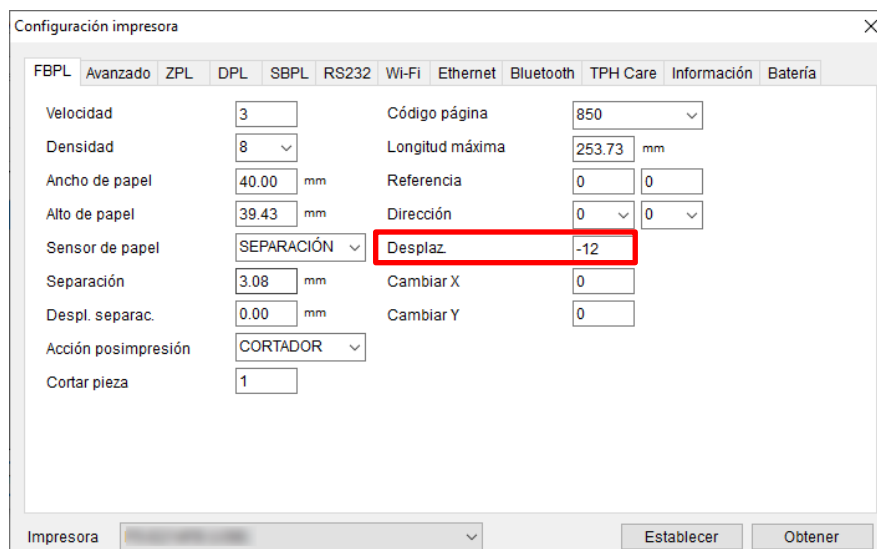 Configuración impresora
FBPL Avanzado ZPL DPL SBPL RS232 Wi-Fi Ethernet Bluetooth TPH Care Información Batería
Velocidad 3 Código página 850
Densidad 8 Longitud máxima 253.73 mm
Ancho de papel 40.00 mm Referencia 0 0
Alto de papel 39.43 mm Dirección 0 0
Sensor de papel SEPARACIÓN Desplaz. -12
Separación 3.08 mm Cambiar X 0
Despl. separac. 0.00 mm Cambiar Y 0
Acción posimpresión CORTADOR
Cortar pieza 1
Impresora Establecer Obtener